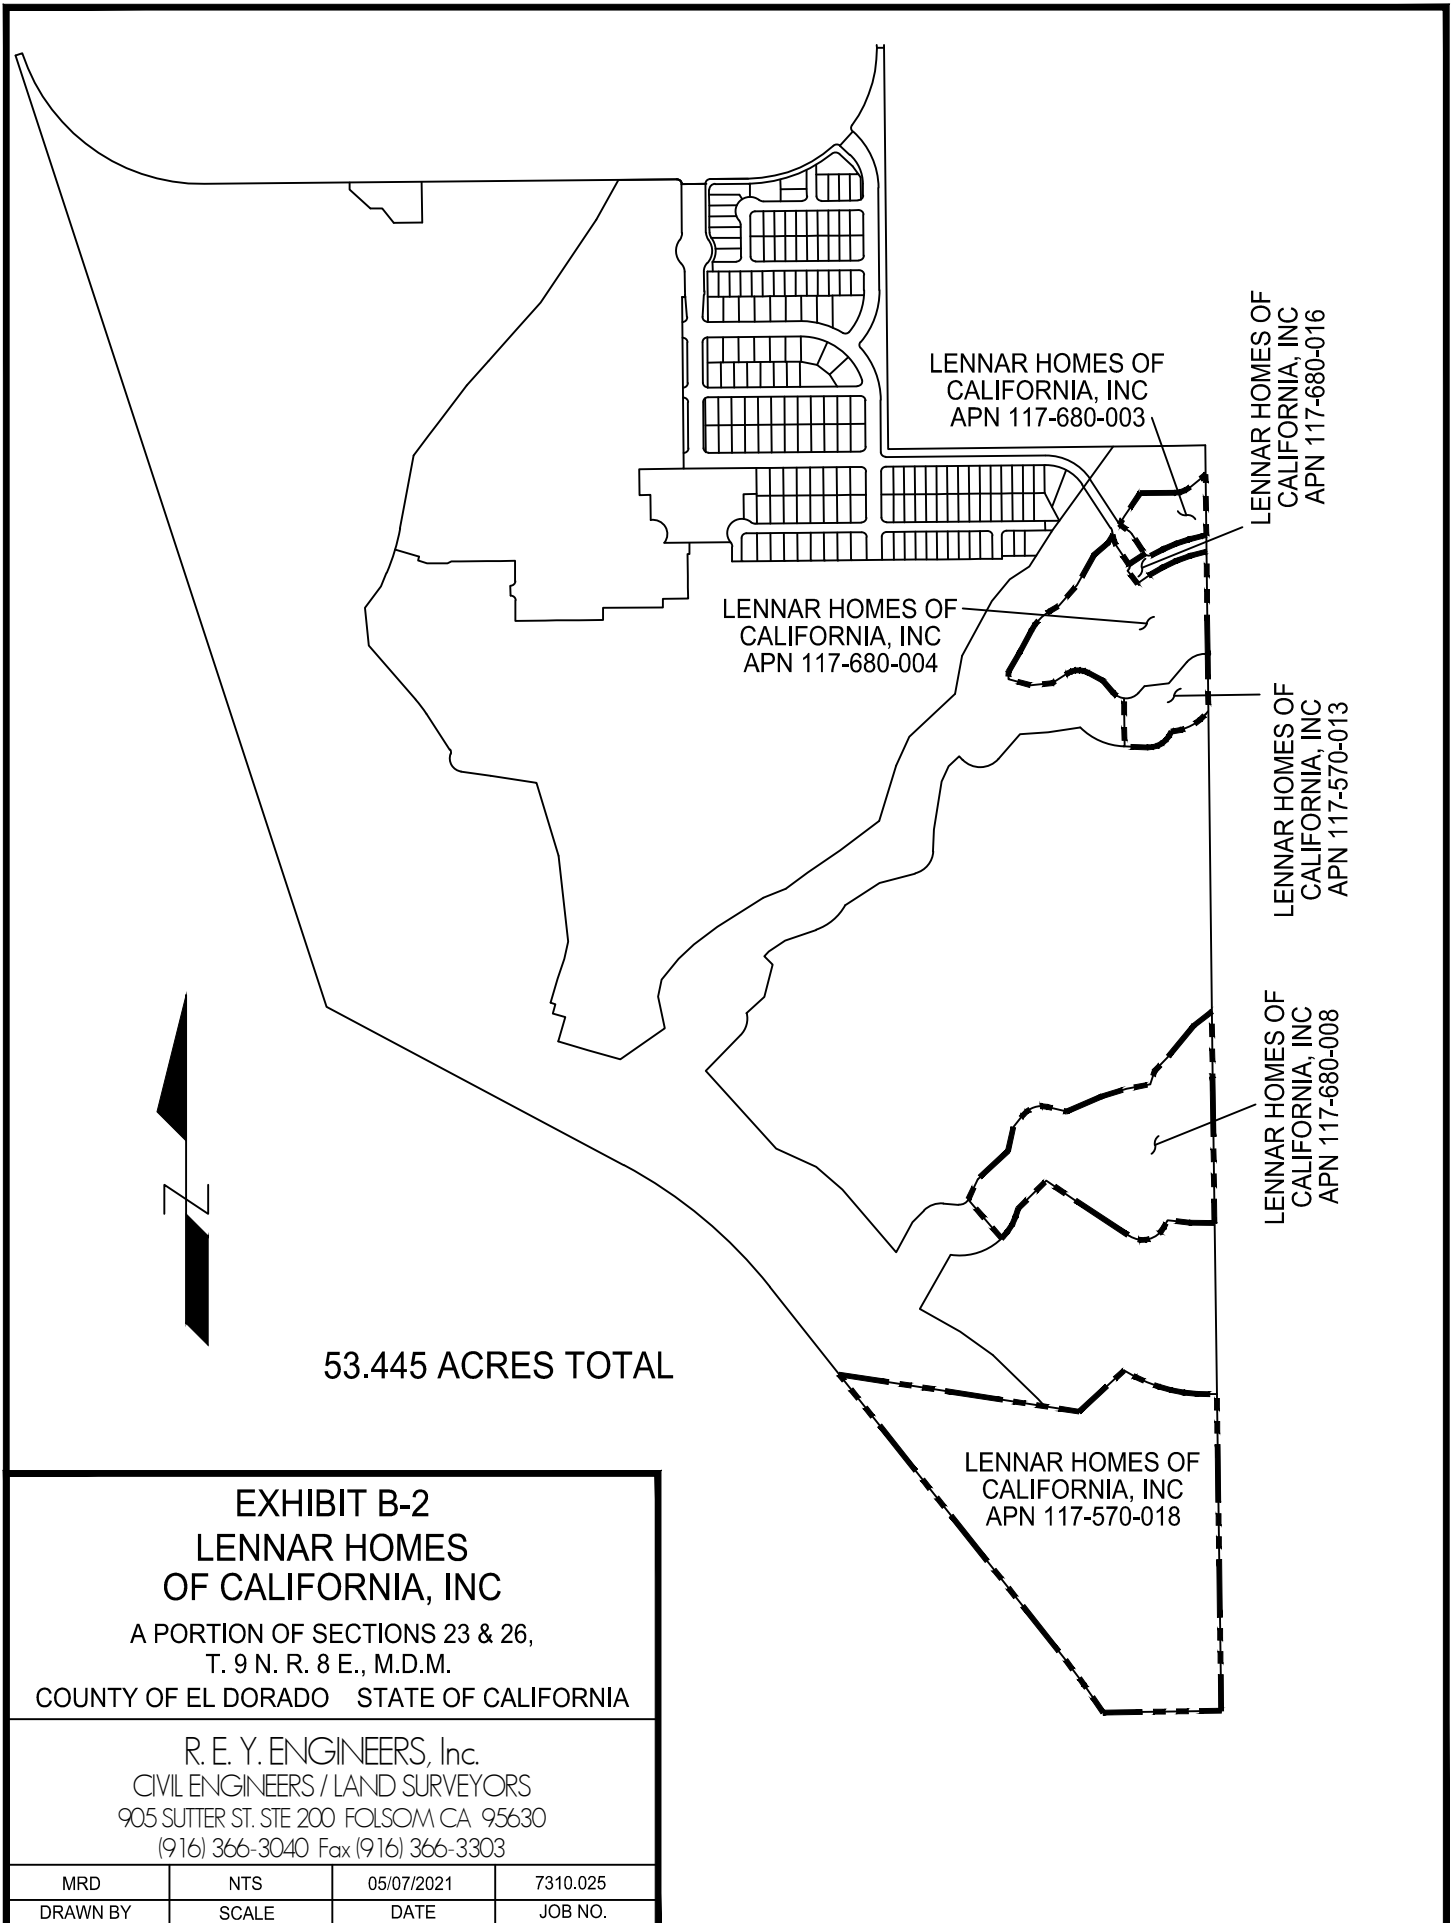 LENNAR HOMES OF
CALIFORNIA, INC
APN 117-680-003
LENNAR HOMES OF
CALIFORNIA, INC
APN 117-680-016
LENNAR HOMES OF
CALIFORNIA, INC
APN 117-680-004
LENNAR HOMES OF
CALIFORNIA, INC
APN 117-570-013
LENNAR HOMES OF
CALIFORNIA, INC
APN 117-680-008
N
53.445 ACRES TOTAL
LENNAR HOMES OF
CALIFORNIA, INC
APN 117-570-018
EXHIBIT B-2
LENNAR HOMES
OF CALIFORNIA, INC
A PORTION OF SECTIONS 23 & 26,
T. 9 N. R. 8 E., M.D.M.
COUNTY OF EL DORADO STATE OF CALIFORNIA
R. E. Y. ENGINEERS, Inc.
CIVIL ENGINEERS / LAND SURVEYORS
905 SUTTER ST. STE 200 FOLSOM CA 95630
(916) 366-3040 Fax (916) 366-3303
MRD NTS 05/07/2021 7310.025
DRAWN BY SCALE DATE JOB NO.